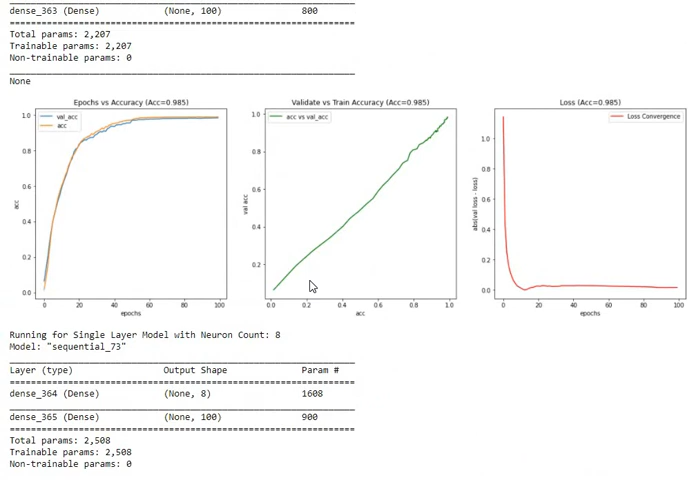 dense_363 (Dense) (None, 100) 800
Total params: 2,207
Trainable params: 2,207
Non-trainable params: 0
None
Epochs vs Accuracy (Acc=0.985)
1.0
0.8
0.6
0.4
0.2
0.0
acc
val_acc
acc
0 20 40 60 80 100
epochs
Validate vs Train Accuracy (Acc=0.985)
1.0
0.8
0.6
0.4
0.2
val acc
acc vs val_acc
0.0 0.2 0.4 0.6 0.8 1.0
acc
Loss (Acc=0.985)
1.0
0.8
0.6
0.4
0.2
0.0
abs(val loss - loss)
Loss Convergence
0 20 40 60 80 100
epochs
Running for Single Layer Model with Neuron Count: 8
Model: "sequential_73"
Layer (type) Output Shape Param #
dense_364 (Dense) (None, 8) 1608
dense_365 (Dense) (None, 100) 900
Total params: 2,508
Trainable params: 2,508
Non-trainable params: 0